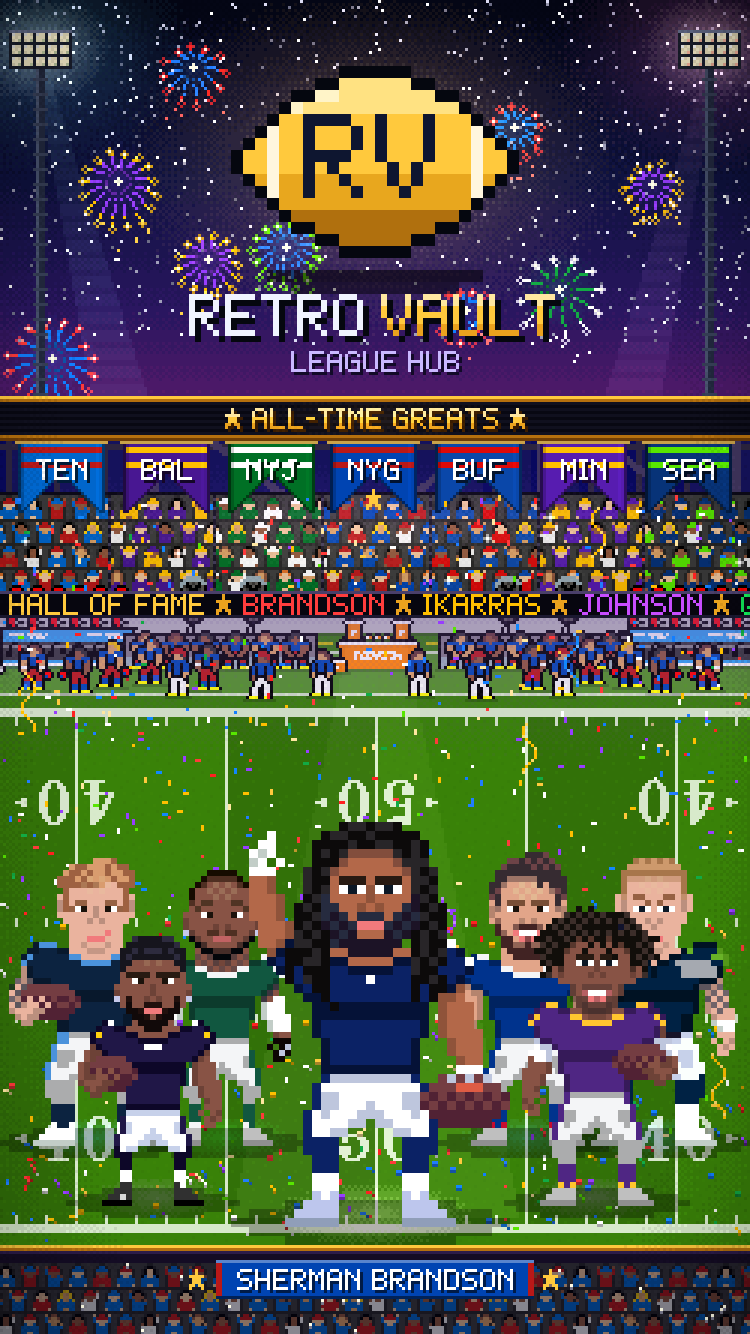 RV
RETRO VAULT
LEAGUE HUB
★ ALL-TIME GREATS ★
TEN BAL NYJ NYG BUF MIN SEA
HALL OF FAME ★ BRANDSON ★ IKARRAS ★ JOHNSON ★
40 50 40
50
SHERMAN BRANDSON